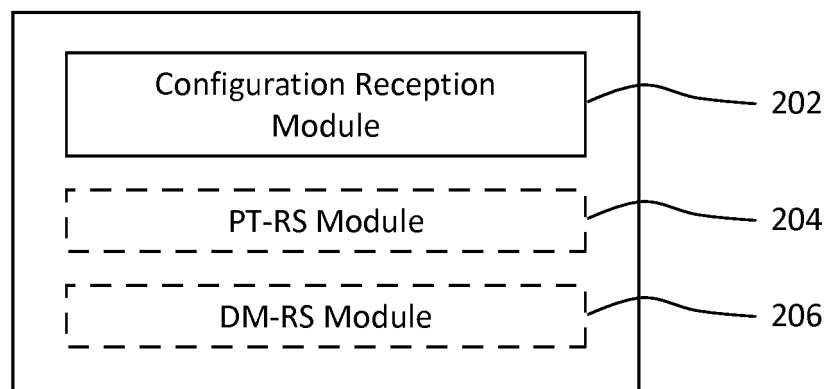 Configuration Reception
Module
202
PT-RS Module
204
DM-RS Module
206